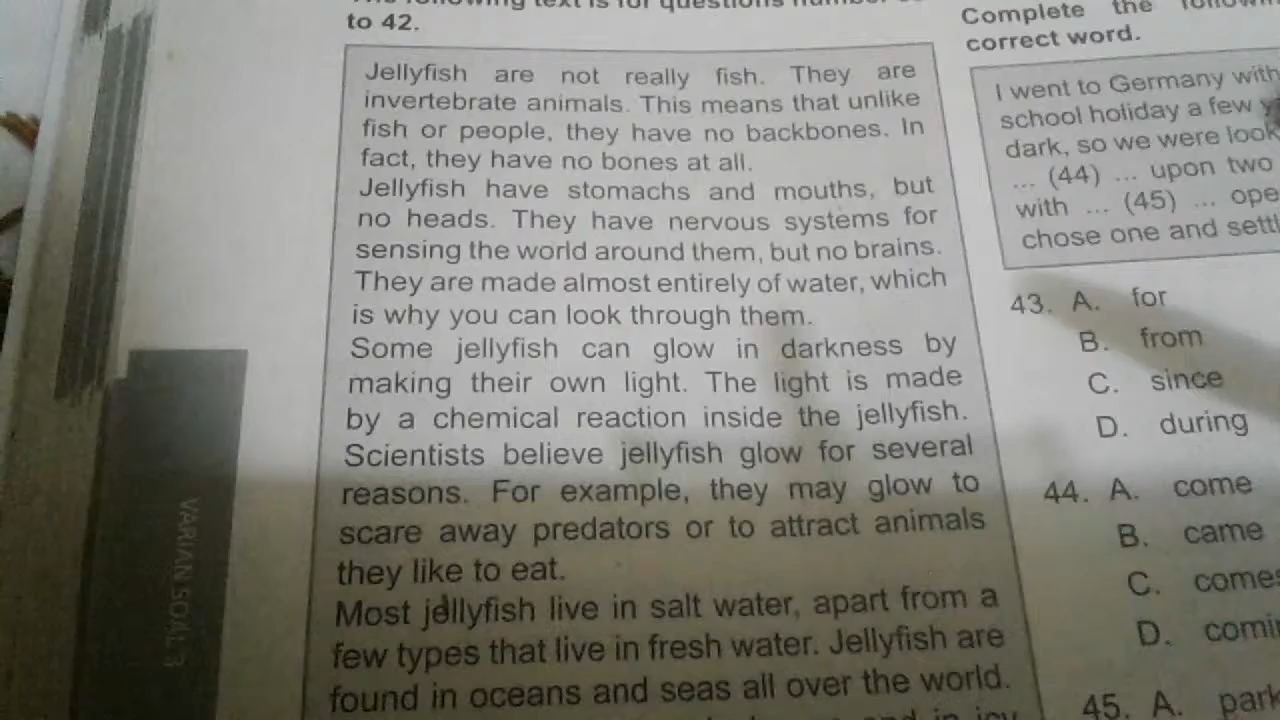 to 42.
Jellyfish are not really fish. They are
invertebrate animals. This means that unlike
fish or people, they have no backbones. In
fact, they have no bones at all.
Jellyfish have stomachs and mouths, but
no heads. They have nervous systems for
sensing the world around them, but no brains.
They are made almost entirely of water, which
is why you can look through them.
Some jellyfish can glow in darkness by
making their own light. The light is made
by a chemical reaction inside the jellyfish.
Scientists believe jellyfish glow for several
reasons. For example, they may glow to
scare away predators or to attract animals
they like to eat.
Most jellyfish live in salt water, apart from a
few types that live in fresh water. Jellyfish are
found in oceans and seas all over the world.
Complete the
correct word.
I went to Germany with
school holiday a few
dark, so we were
... (44) ... upon two
with ... (45) ...
chose one and
43. A. for
B. from
C. since
D. during
44. A. come
B. came
C.
D.
45. A.
VARIAN SOAL 3